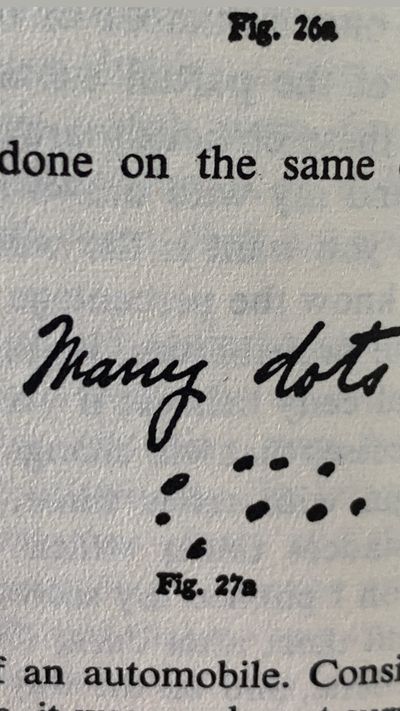 Fig. 26a
done on the same
Many dots
Fig. 27a
f an automobile. Consi